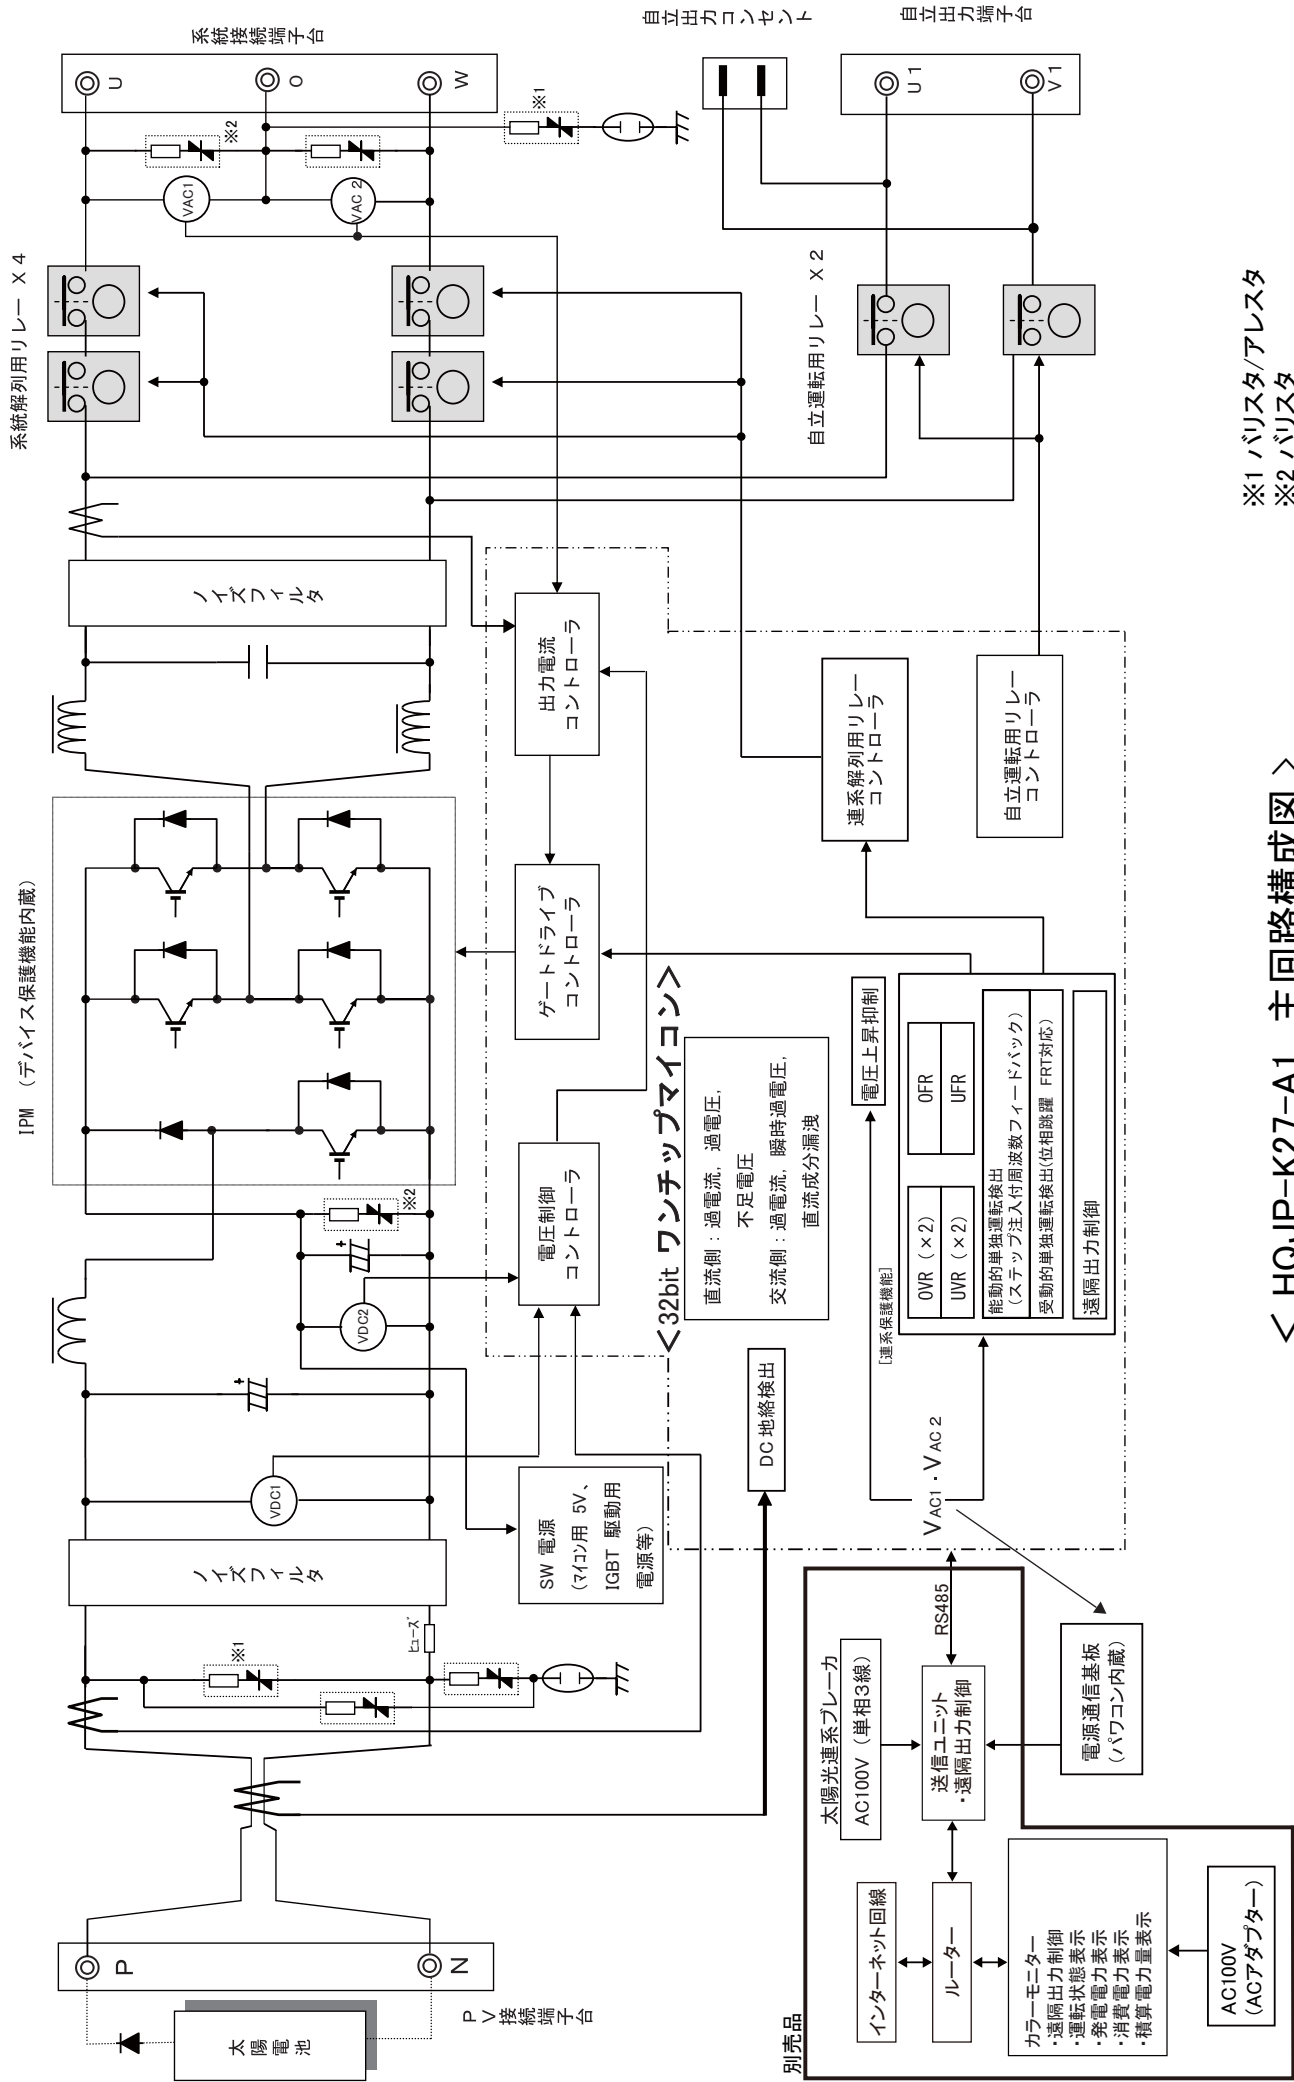 系統接続端子台
U
O
W
自立出力コンセント
自立出力端子台
U1
V1
※2
※1
VAC1
VAC 2
系統解列用リレー X 4
自立運転用リレー X 2
ノイズフィルタ
出力電流
コントローラ
連系解列用リレー
コントローラ
自立運転用リレー
コントローラ
IPM (デバイス保護機能内蔵)
ゲートドライブ
コントローラ
電圧制御
コントローラ
<32bit ワンチップマイコン>
直流側：過電流，過電圧，
不足電圧
交流側：過電流，瞬時過電圧，
直流成分漏洩
電圧上昇抑制
[連系保護機能]
OVR (×2)
OFR
UVR (×2)
UFR
能動的単独運転検出
(ステップ注入付周波数フィードバック)
受動的単独運転検出(位相跳躍 FRT対応)
遠隔出力制御
※2
+
VDC2
+
VDC1
SW 電源
(マイコン用 5V、
IGBT 駆動用
電源等)
DC 地絡検出
VAC1・VAC 2
ノイズフィルタ
ヒューズ
※1
RS485
太陽光連系ブレーカ
AC100V (単相3線)
送信ユニット
・遠隔出力制御
電源通信基板
(パワコン内蔵)
インターネット回線
ルーター
カラーモニター
・遠隔出力制御
・運転状態表示
・発電電力表示
・消費電力表示
・積算電力量表示
AC100V
(ACアダプター)
別売品
P
N
PV接続端子台
太陽電池
※1 バリスタ/アレスタ
※2 バリスタ
< HQJP-K27-A1 主回路構成図 >